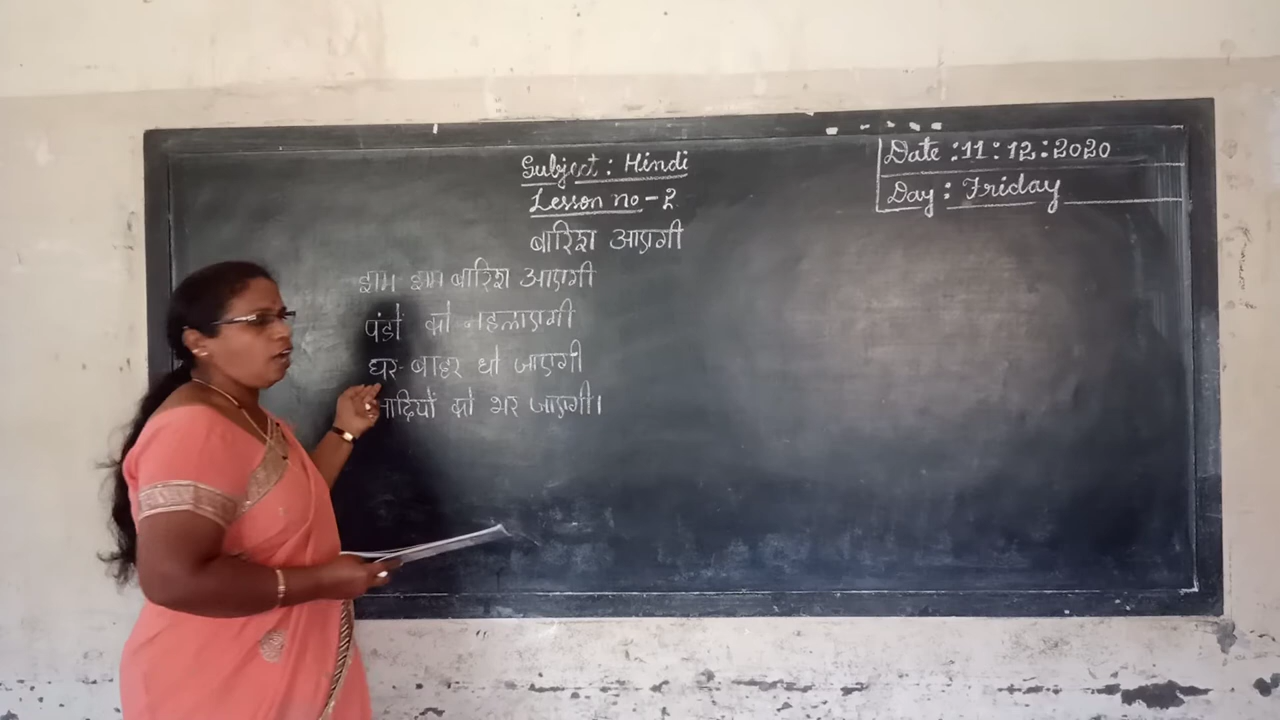 Subject : Hindi
Lesson no - 2
Date : 11 : 12 : 2020
Day : Friday
बारिश आएगी
झम झम बारिश आएगी
पेडों को नहलाएगी
घर-बाहर धो जाएगी
को भर जाएगी।